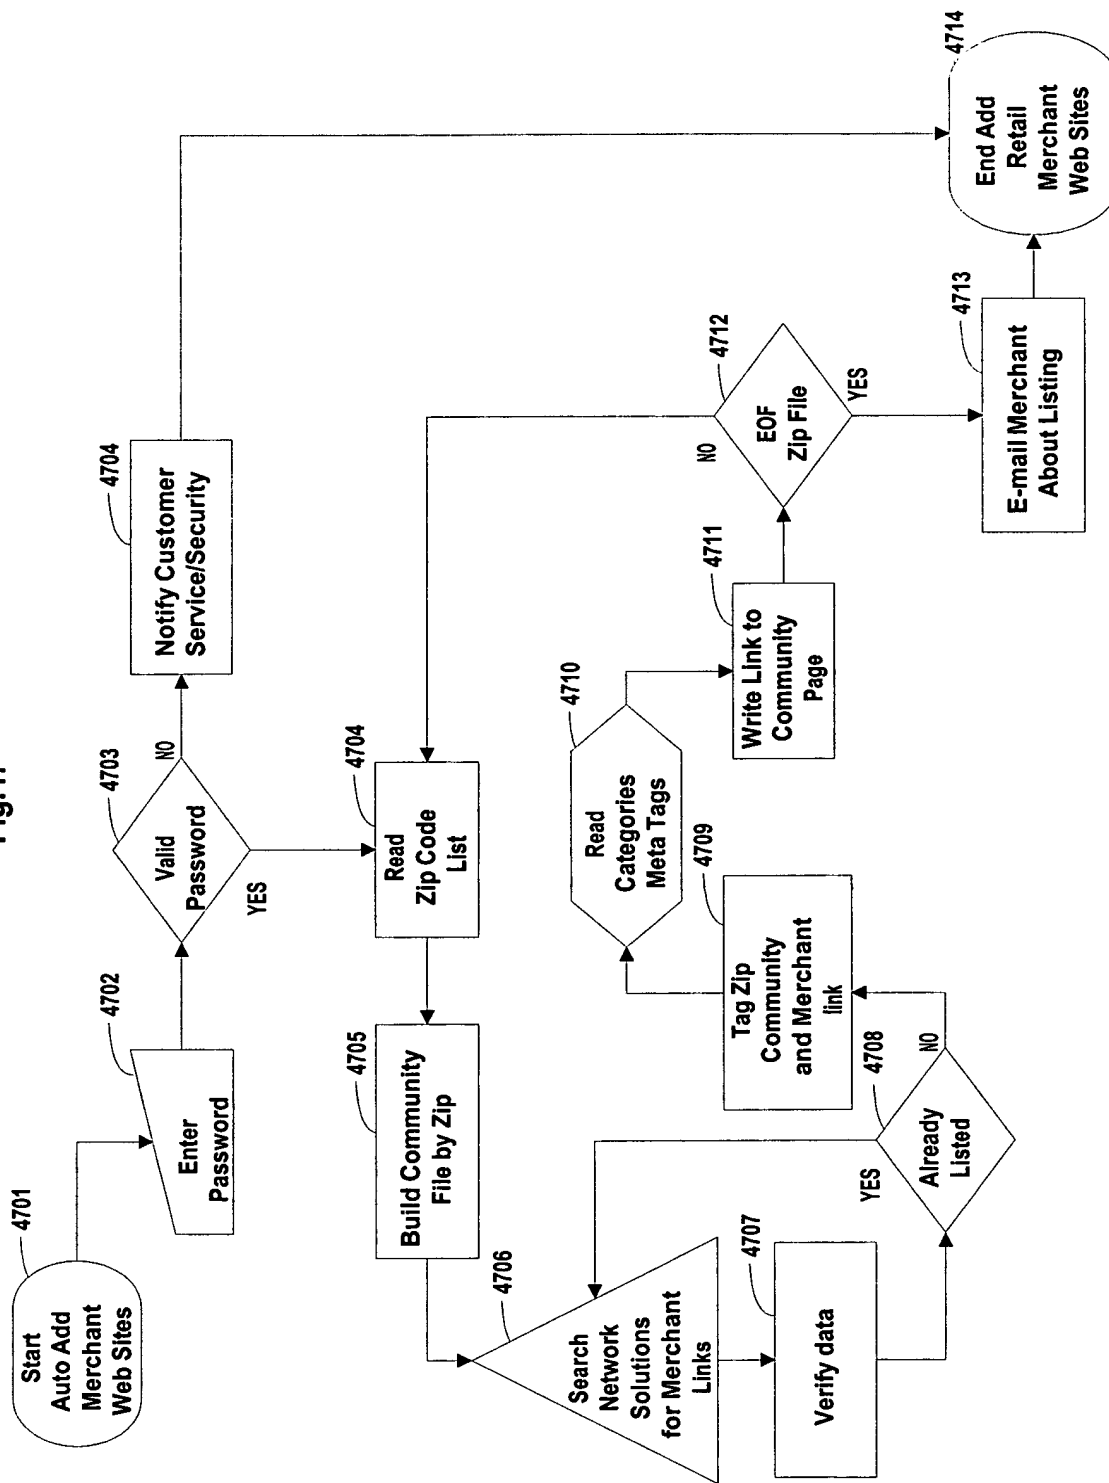 4701
Start
Auto Add
Merchant
Web Sites
4702
Enter
Password
4703
Valid
Password
NO
YES
4704
Notify Customer
Service/Security
4704
Read
Zip Code
List
4705
Build Community
File by Zip
4706
Search
Network
Solutions
for Merchant
Links
4707
Verify data
4708
Already
Listed
YES
NO
4709
Tag Zip
Community
and Merchant
link
4710
Read
Categories
Meta Tags
4711
Write Link to
Community
Page
4712
EOF
Zip File
NO
YES
4713
E-mail Merchant
About Listing
4714
End Add
Retail
Merchant
Web Sites